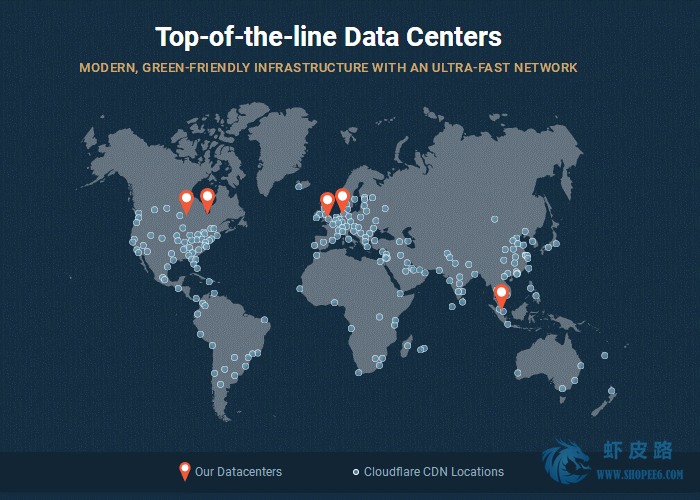 Top-of-the-line Data Centers
MODERN, GREEN-FRIENDLY INFRASTRUCTURE WITH AN ULTRA-FAST NETWORK
Our Datacenters
Cloudflare CDN Locations
虾皮路
WWW.SHOPEE6.COM